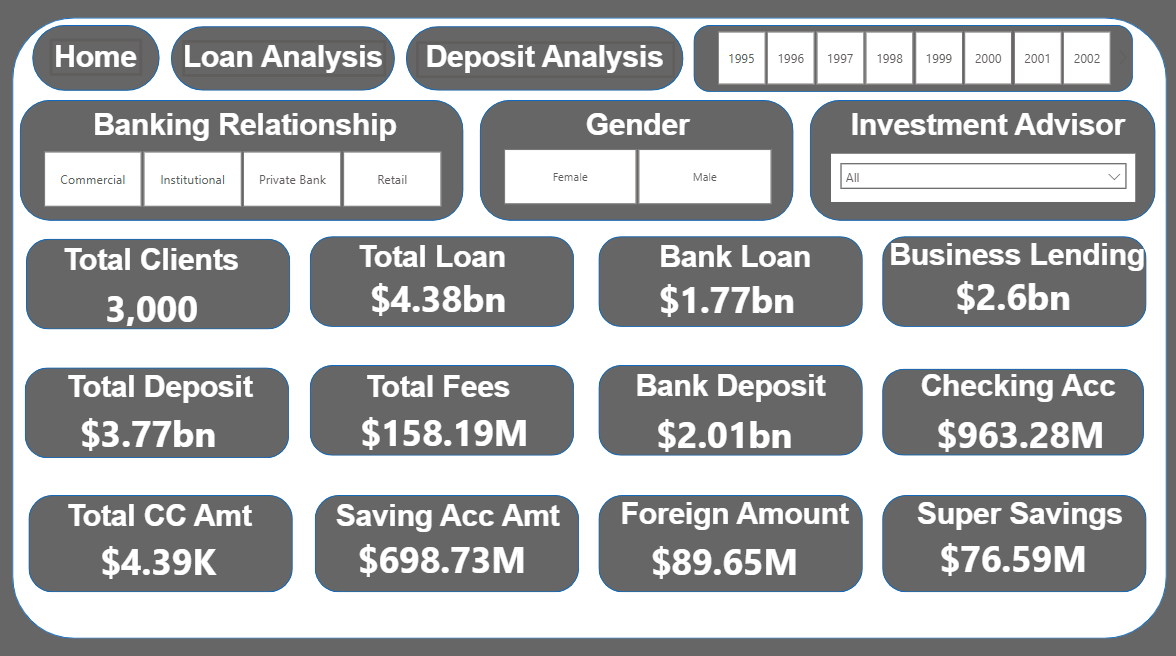 Home
Loan Analysis
Deposit Analysis
1995 1996 1997 1998 1999 2000 2001 2002
Banking Relationship
Commercial Institutional Private Bank Retail
Gender
Female Male
Investment Advisor
All
Total Clients
3,000
Total Loan
$4.38bn
Bank Loan
$1.77bn
Business Lending
$2.6bn
Total Deposit
$3.77bn
Total Fees
$158.19M
Bank Deposit
$2.01bn
Checking Acc
$963.28M
Total CC Amt
$4.39K
Saving Acc Amt
$698.73M
Foreign Amount
$89.65M
Super Savings
$76.59M